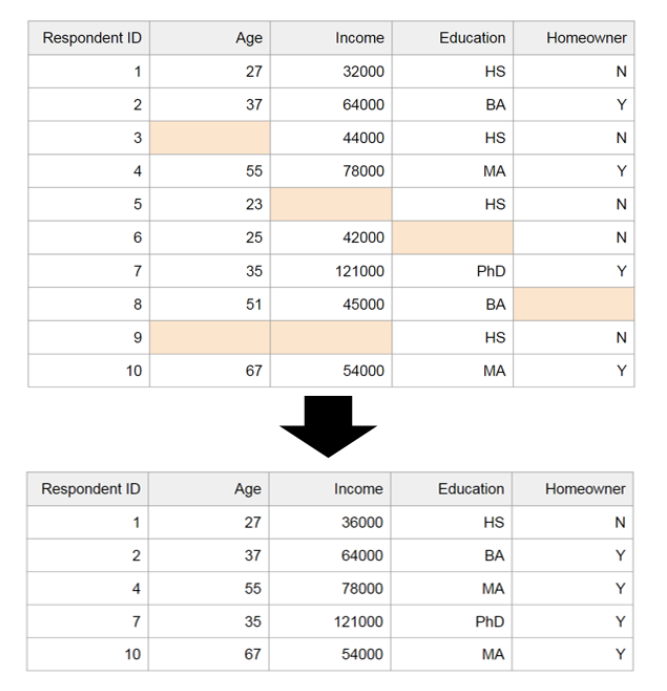 Respondent ID Age Income Education Homeowner
1 27 32000 HS N
2 37 64000 BA Y
3 44000 HS N
4 55 78000 MA Y
5 23 HS N
6 25 42000 N
7 35 121000 PhD Y
8 51 45000 BA
9 HS N
10 67 54000 MA Y
Respondent ID Age Income Education Homeowner
1 27 36000 HS N
2 37 64000 BA Y
4 55 78000 MA Y
7 35 121000 PhD Y
10 67 54000 MA Y